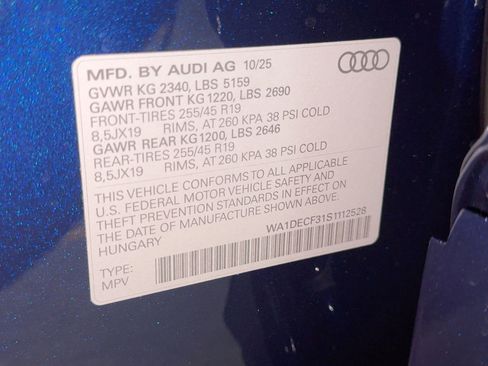 MFD. BY AUDI AG 10/25
GVWR KG 2340, LBS 5159
GAWR FRONT KG1220, LBS 2690
FRONT-TIRES 255/45 R19
8,5JX19 RIMS, AT 260 KPA 38 PSI COLD
GAWR REAR KG1200, LBS 2646
REAR-TIRES 255/45 R19
8,5JX19 RIMS, AT 260 KPA 38 PSI COLD
THIS VEHICLE CONFORMS TO ALL APPLICABLE
U.S. FEDERAL MOTOR VEHICLE SAFETY AND
THEFT PREVENTION STANDARDS IN EFFECT ON
THE DATE OF MANUFACTURE SHOWN ABOVE.
HUNGARY
WA1DECF31S1112528
TYPE:
MPV